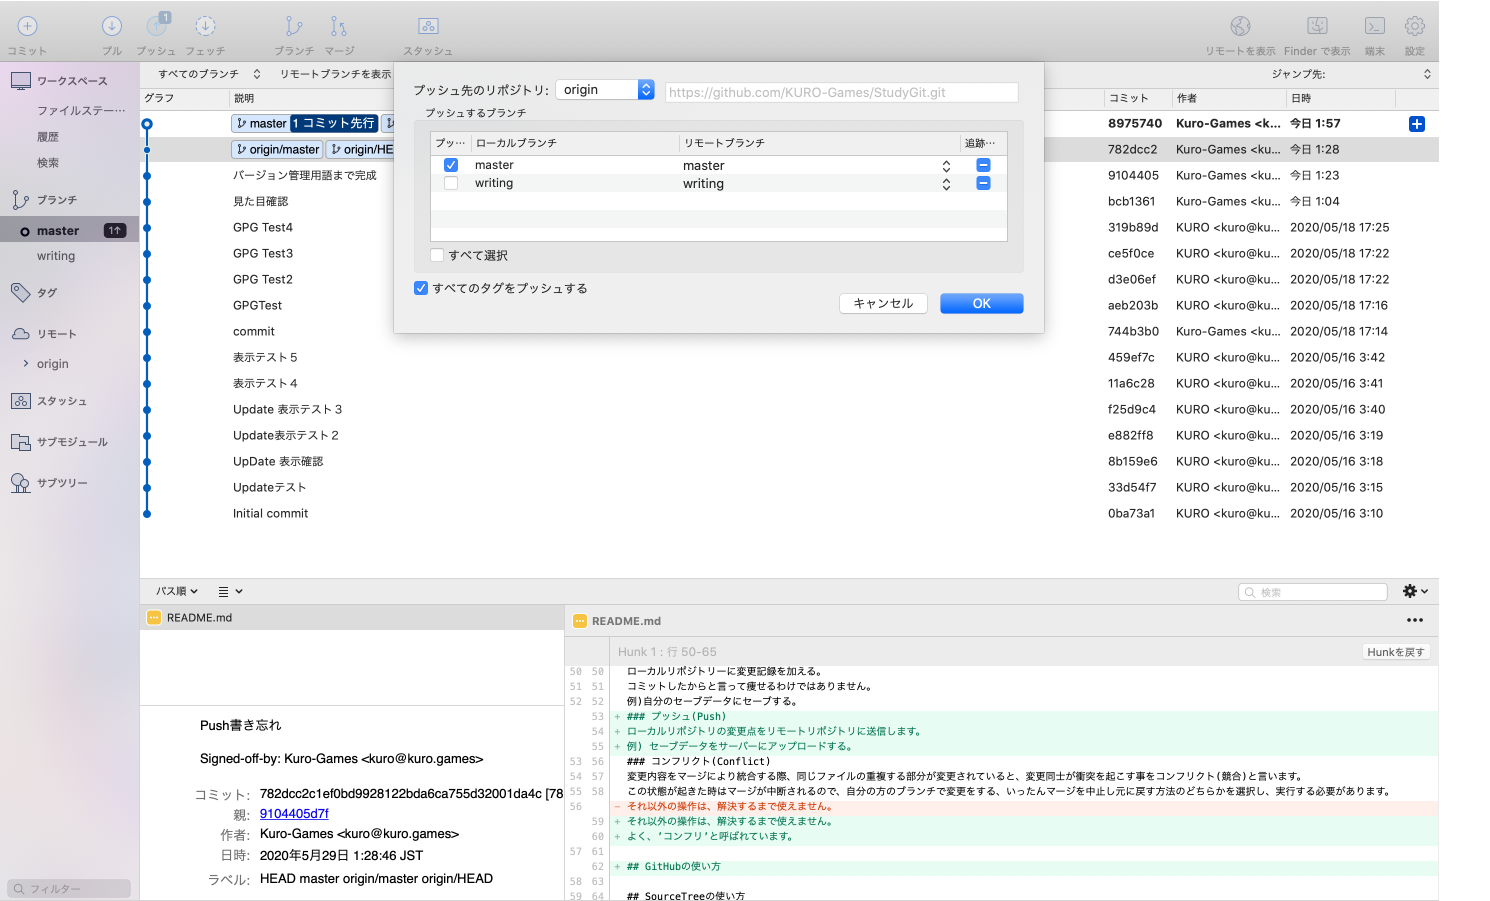 コミット
プル
プッシュ
1
フェッチ
ブランチ
マージ
スタッシュ
リモートを表示
Finder で表示
端末
設定
ワークスペース
ファイルステー…
履歴
検索
ブランチ
master 1↑
writing
タグ
リモート
origin
スタッシュ
サブモジュール
サブツリー
フィルター
すべてのブランチ
リモートブランチを表示
ジャンプ先:
グラフ 説明 コミット 作者 日時
master 1 コミット先行 8975740 Kuro-Games <k... 今日 1:57
origin/master origin/HE 782dcc2 Kuro-Games <ku... 今日 1:28
バージョン管理用語まで完成 9104405 Kuro-Games <ku... 今日 1:23
見た目確認 bcb1361 Kuro-Games <ku... 今日 1:04
GPG Test4 319b89d KURO <kuro@ku... 2020/05/18 17:25
GPG Test3 ce5f0ce KURO <kuro@ku... 2020/05/18 17:22
GPG Test2 d3e06ef KURO <kuro@ku... 2020/05/18 17:22
GPGTest aeb203b KURO <kuro@ku... 2020/05/18 17:16
commit 744b3b0 Kuro-Games <ku... 2020/05/18 17:14
表示テスト５ 459ef7c KURO <kuro@ku... 2020/05/16 3:42
表示テスト４ 11a6c28 KURO <kuro@ku... 2020/05/16 3:41
Update 表示テスト３ f25d9c4 KURO <kuro@ku... 2020/05/16 3:40
Update表示テスト２ e882ff8 KURO <kuro@ku... 2020/05/16 3:19
UpDate 表示確認 8b159e6 KURO <kuro@ku... 2020/05/16 3:18
Updateテスト 33d54f7 KURO <kuro@ku... 2020/05/16 3:15
Initial commit 0ba73a1 KURO <kuro@ku... 2020/05/16 3:10
プッシュ先のリポジトリ: origin https://github.com/KURO-Games/StudyGit.git
プッシュするブランチ
プッ… ローカルブランチ リモートブランチ 追跡…
master master
writing writing
すべて選択
すべてのタグをプッシュする
キャンセル OK
パス順
検索
README.md
Push書き忘れ
Signed-off-by: Kuro-Games <kuro@kuro.games>
コミット: 782dcc2c1ef0bd9928122bda6ca755d32001da4c [78
親: 9104405d7f
作者: Kuro-Games <kuro@kuro.games>
日時: 2020年5月29日 1:28:46 JST
ラベル: HEAD master origin/master origin/HEAD
README.md
Hunk 1 : 行 50-65 Hunkを戻す
50 50 ローカルリポジトリーに変更記録を加える。
51 51 コミットしたからと言って痩せるわけではありません。
52 52 例)自分のセーブデータにセーブする。
53 + ### プッシュ(Push)
54 + ローカルリポジトリの変更点をリモートリポジトリに送信します。
55 + 例) セーブデータをサーバーにアップロードする。
53 56 ### コンフリクト(Conflict)
54 57 変更内容をマージにより統合する際、同じファイルの重複する部分が変更されていると、変更同士が衝突を起こす事をコンフリクト(競合)と言います。
55 58 この状態が起きた時はマージが中断されるので、自分の方のブランチで変更をする、いったんマージを中止し元に戻す方法のどちらかを選択し、実行する必要があります。
56 - それ以外の操作は、解決するまで使えません。
59 + それ以外の操作は、解決するまで使えません。
60 + よく、'コンフリ'と呼ばれています。
57 61
62 + ## GitHubの使い方
58 63
59 64 ## SourceTreeの使い方